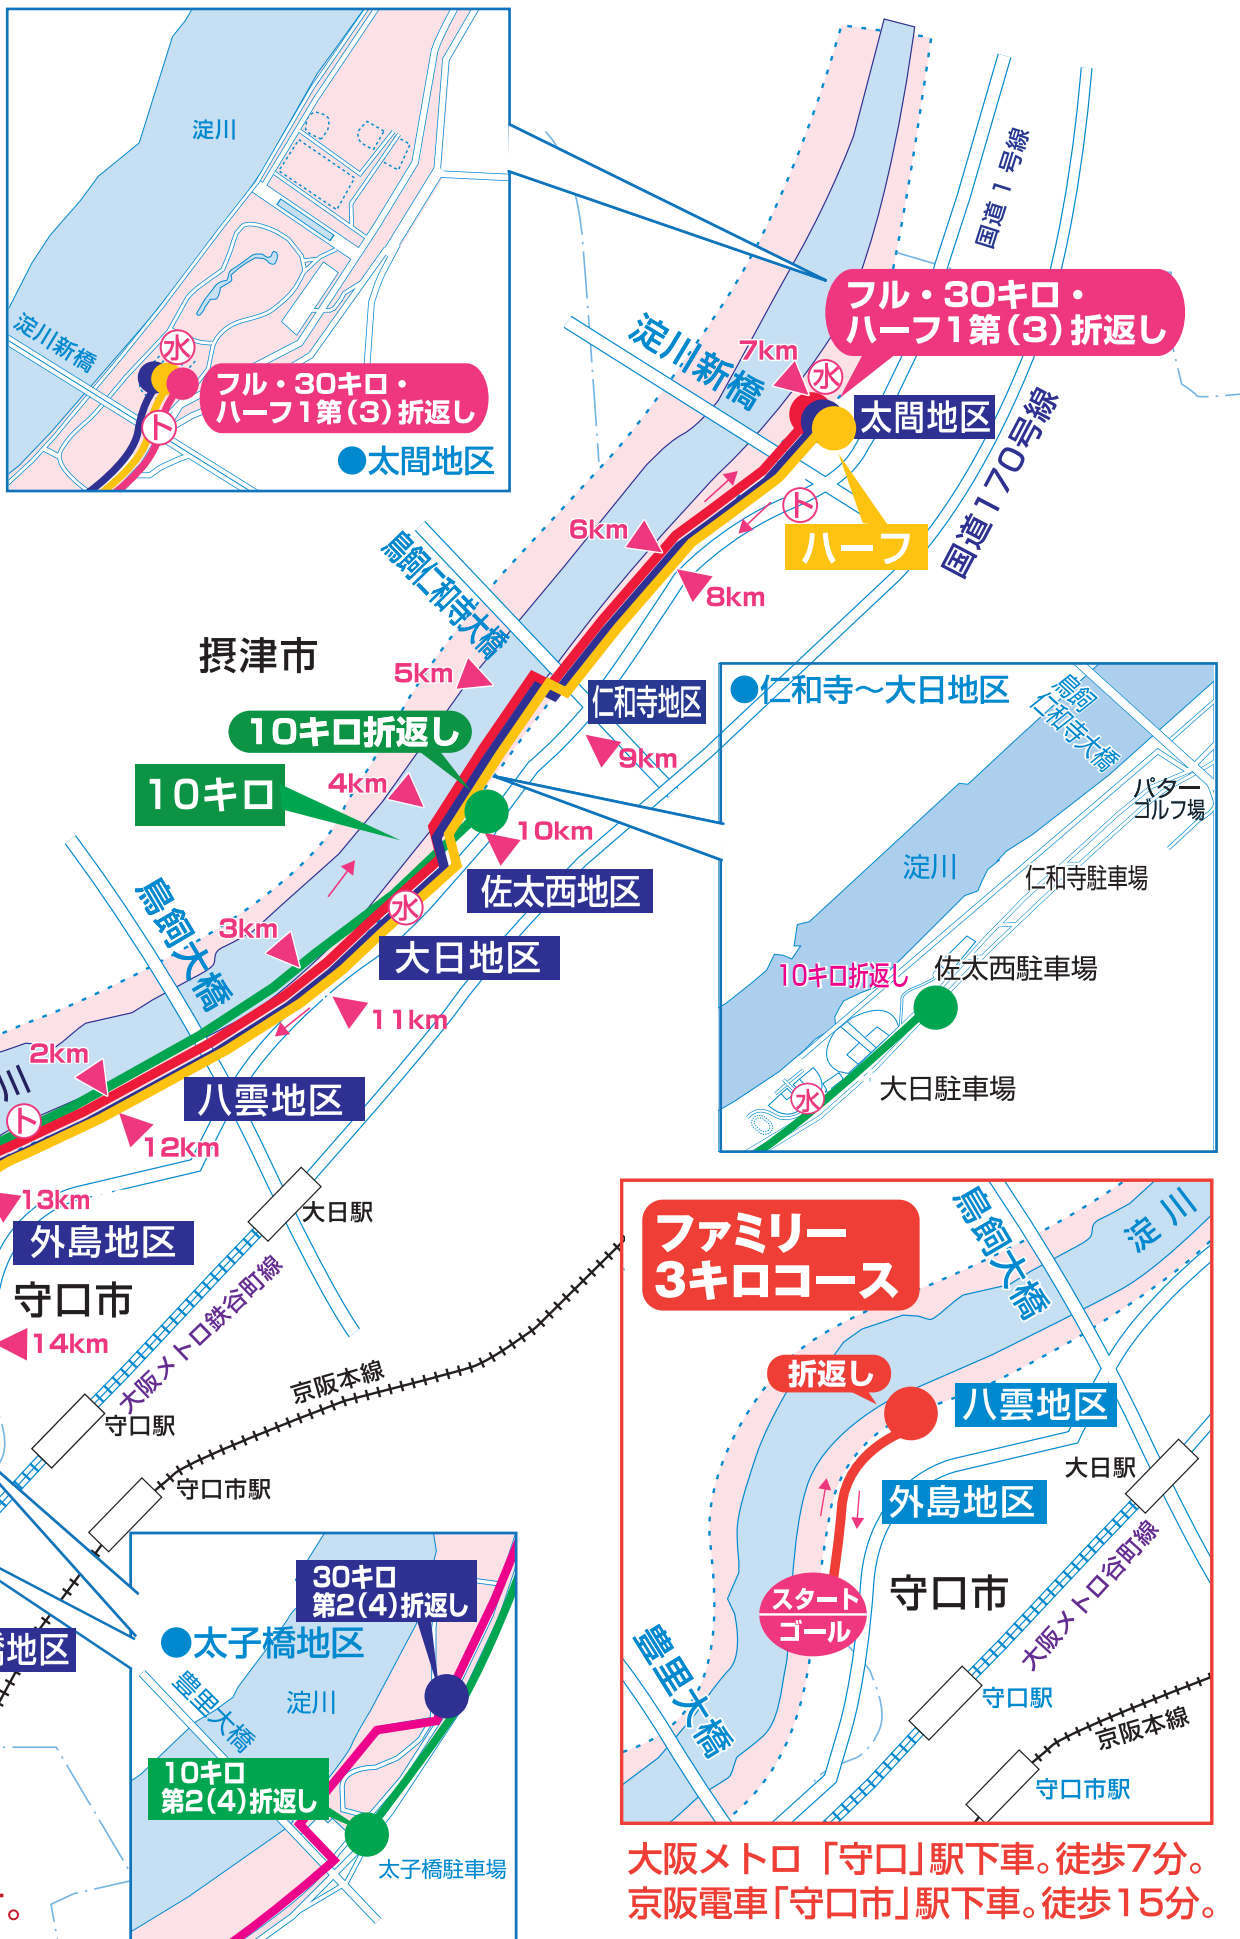 淀川
淀川新橋
水
フル・30キロ・
ハーフ1第(3)折返し
ト
●太間地区
国道1号線
フル・30キロ・
ハーフ1第(3)折返し
淀川新橋
7km
水
太間地区
国道170号線
6km
ト
ハーフ
8km
鳥飼仁和寺大橋
摂津市
5km
仁和寺地区
10キロ折返し
9km
4km
10キロ
10km
佐太西地区
水
鳥飼大橋
3km
大日地区
11km
2km
川
ト
八雲地区
12km
13km
外島地区
大日駅
守口市
14km
大阪メトロ鉄谷町線
京阪本線
守口駅
守口市駅
地区
●仁和寺～大日地区
鳥飼
仁和寺大橋
パター
ゴルフ場
淀川
仁和寺駐車場
10キロ折返し
佐太西駐車場
大日駐車場
水
ファミリー
3キロコース
鳥飼大橋
淀川
折返し
八雲地区
大日駅
外島地区
スタート
ゴール
守口市
大阪メトロ谷町線
豊里大橋
守口駅
京阪本線
守口市駅
30キロ
第2(4)折返し
●太子橋地区
豊里大橋
淀川
10キロ
第2(4)折返し
太子橋駐車場
大阪メトロ「守口」駅下車。徒歩7分。
京阪電車「守口市」駅下車。徒歩15分。
。